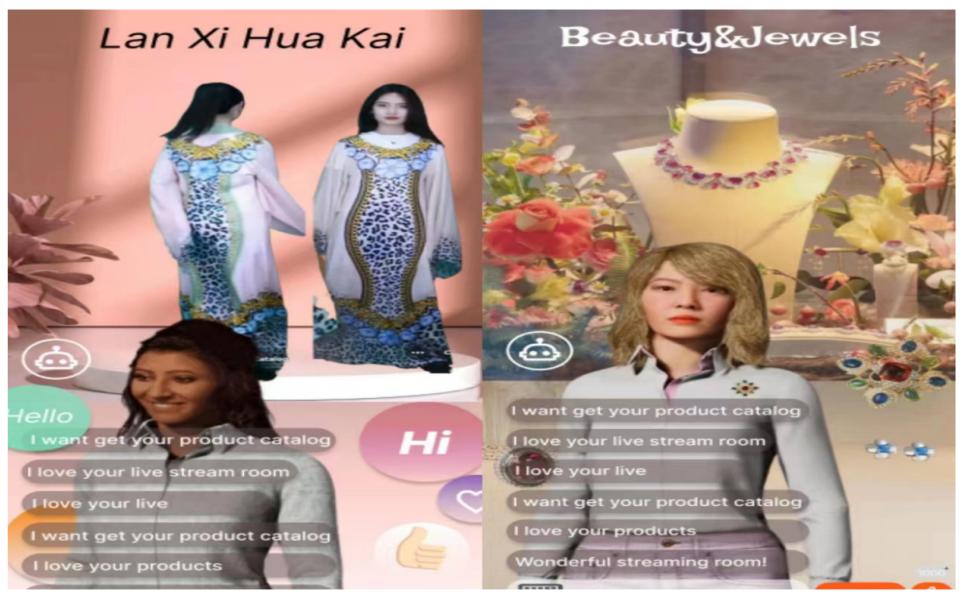 Lan Xi Hua Kai
Hello
Hi
I want get your product catalog
I love your live stream room
I love your live
I want get your product catalog
I love your products
Beauty&Jewels
I want get your product catalog
I love your live stream room
I love your live
I want get your product catalog
I love your products
Wonderful streaming room!